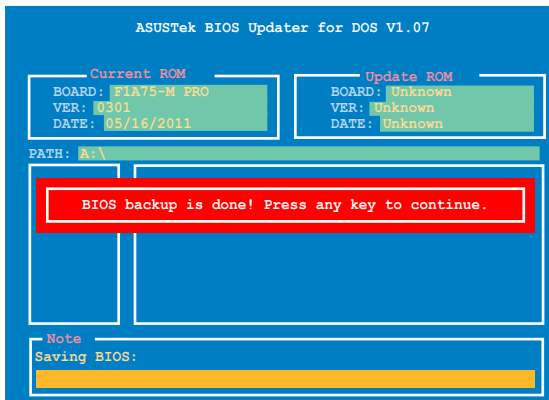 ASUSTek BIOS Updater for DOS V1.07
Current ROM
BOARD: F1A75-M PRO
VER: 0301
DATE: 05/16/2011
Update ROM
BOARD: Unknown
VER: Unknown
DATE: Unknown
PATH: A:\
BIOS backup is done! Press any key to continue.
Note
Saving BIOS: